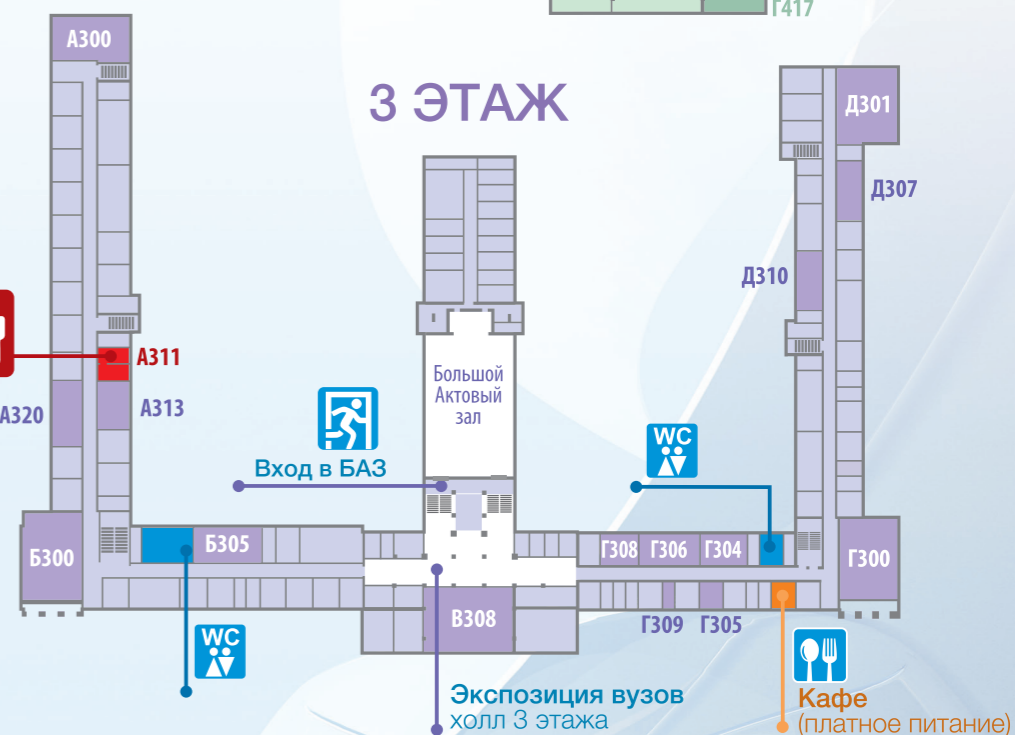 Г417
А300
3 ЭТАЖ
Д301
Д307
Д310
А311
А320
А313
Большой
Актовый
зал
Вход в БАЗ
WC
Б300
Б305
Г308
Г306
Г304
Г300
В308
Г309
Г305
WC
Экспозиция вузов
холл 3 этажа
Кафе
(платное питание)